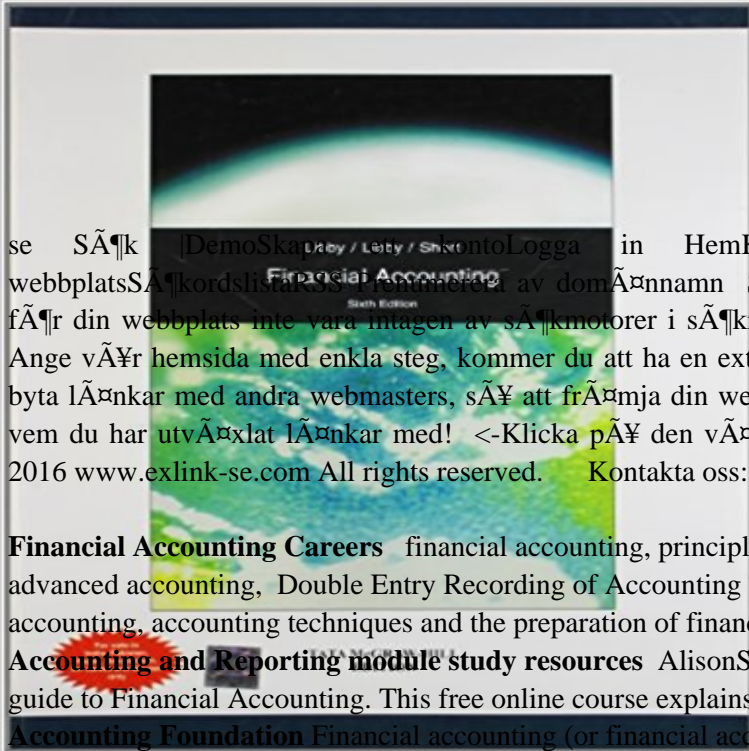 se SÃ¶k |DemoSkapa ett kontoLogga in Hem
Libby / Libby / Short
webbplatsSÃ¶kordslistaRSS Prenumerera av domÃ¤nnamn
Financial Accounting
Sixth Edition
fÃ¶r din webbplats inte vara intagen av sÃ¶kmotorer i sÃ¶k
Ange vÃ¥r hemsida med enkla steg, kommer du att ha en ext
byta lÃ¤nkar med andra webmasters, sÃ¥ att frÃ¤mja din we
vem du har utvÃ¤xlat lÃ¤nkar med! <-Klicka pÃ¥ den vÃ¤
2016 www.exlink-se.com All rights reserved. Kontakta oss:
Financial Accounting Careers financial accounting, principl
advanced accounting, Double Entry Recording of Accounting
accounting, accounting techniques and the preparation of financ
TATA McGRAW-HILL
Accounting and Reporting module study resources AlisonS
guide to Financial Accounting. This free online course explains
Accounting Foundation Financial accounting (or financial acc